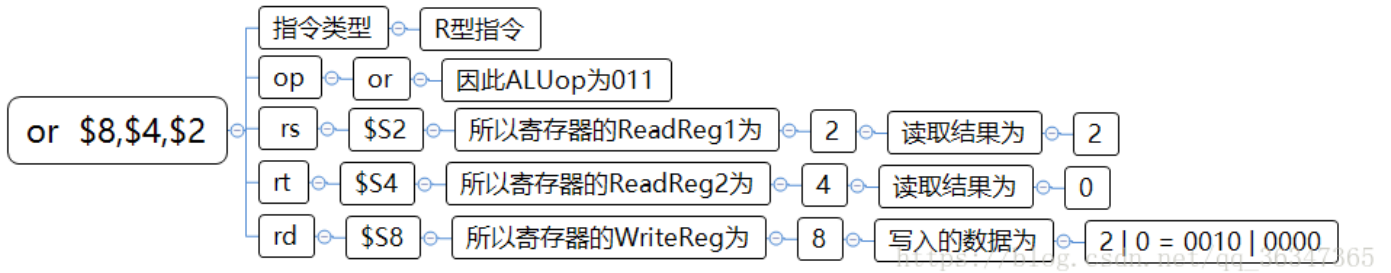 指令类型 R型指令
op or 因此ALUop为011
or $8,$4,$2
rs $S2 所以寄存器的ReadReg1为 2 读取结果为 2
rt $S4 所以寄存器的ReadReg2为 4 读取结果为 0
rd $S8 所以寄存器的WriteReg为 8 写入的数据为 2 | 0 = 0010 | 0000
https://blog.csdn.net/qq_36347365